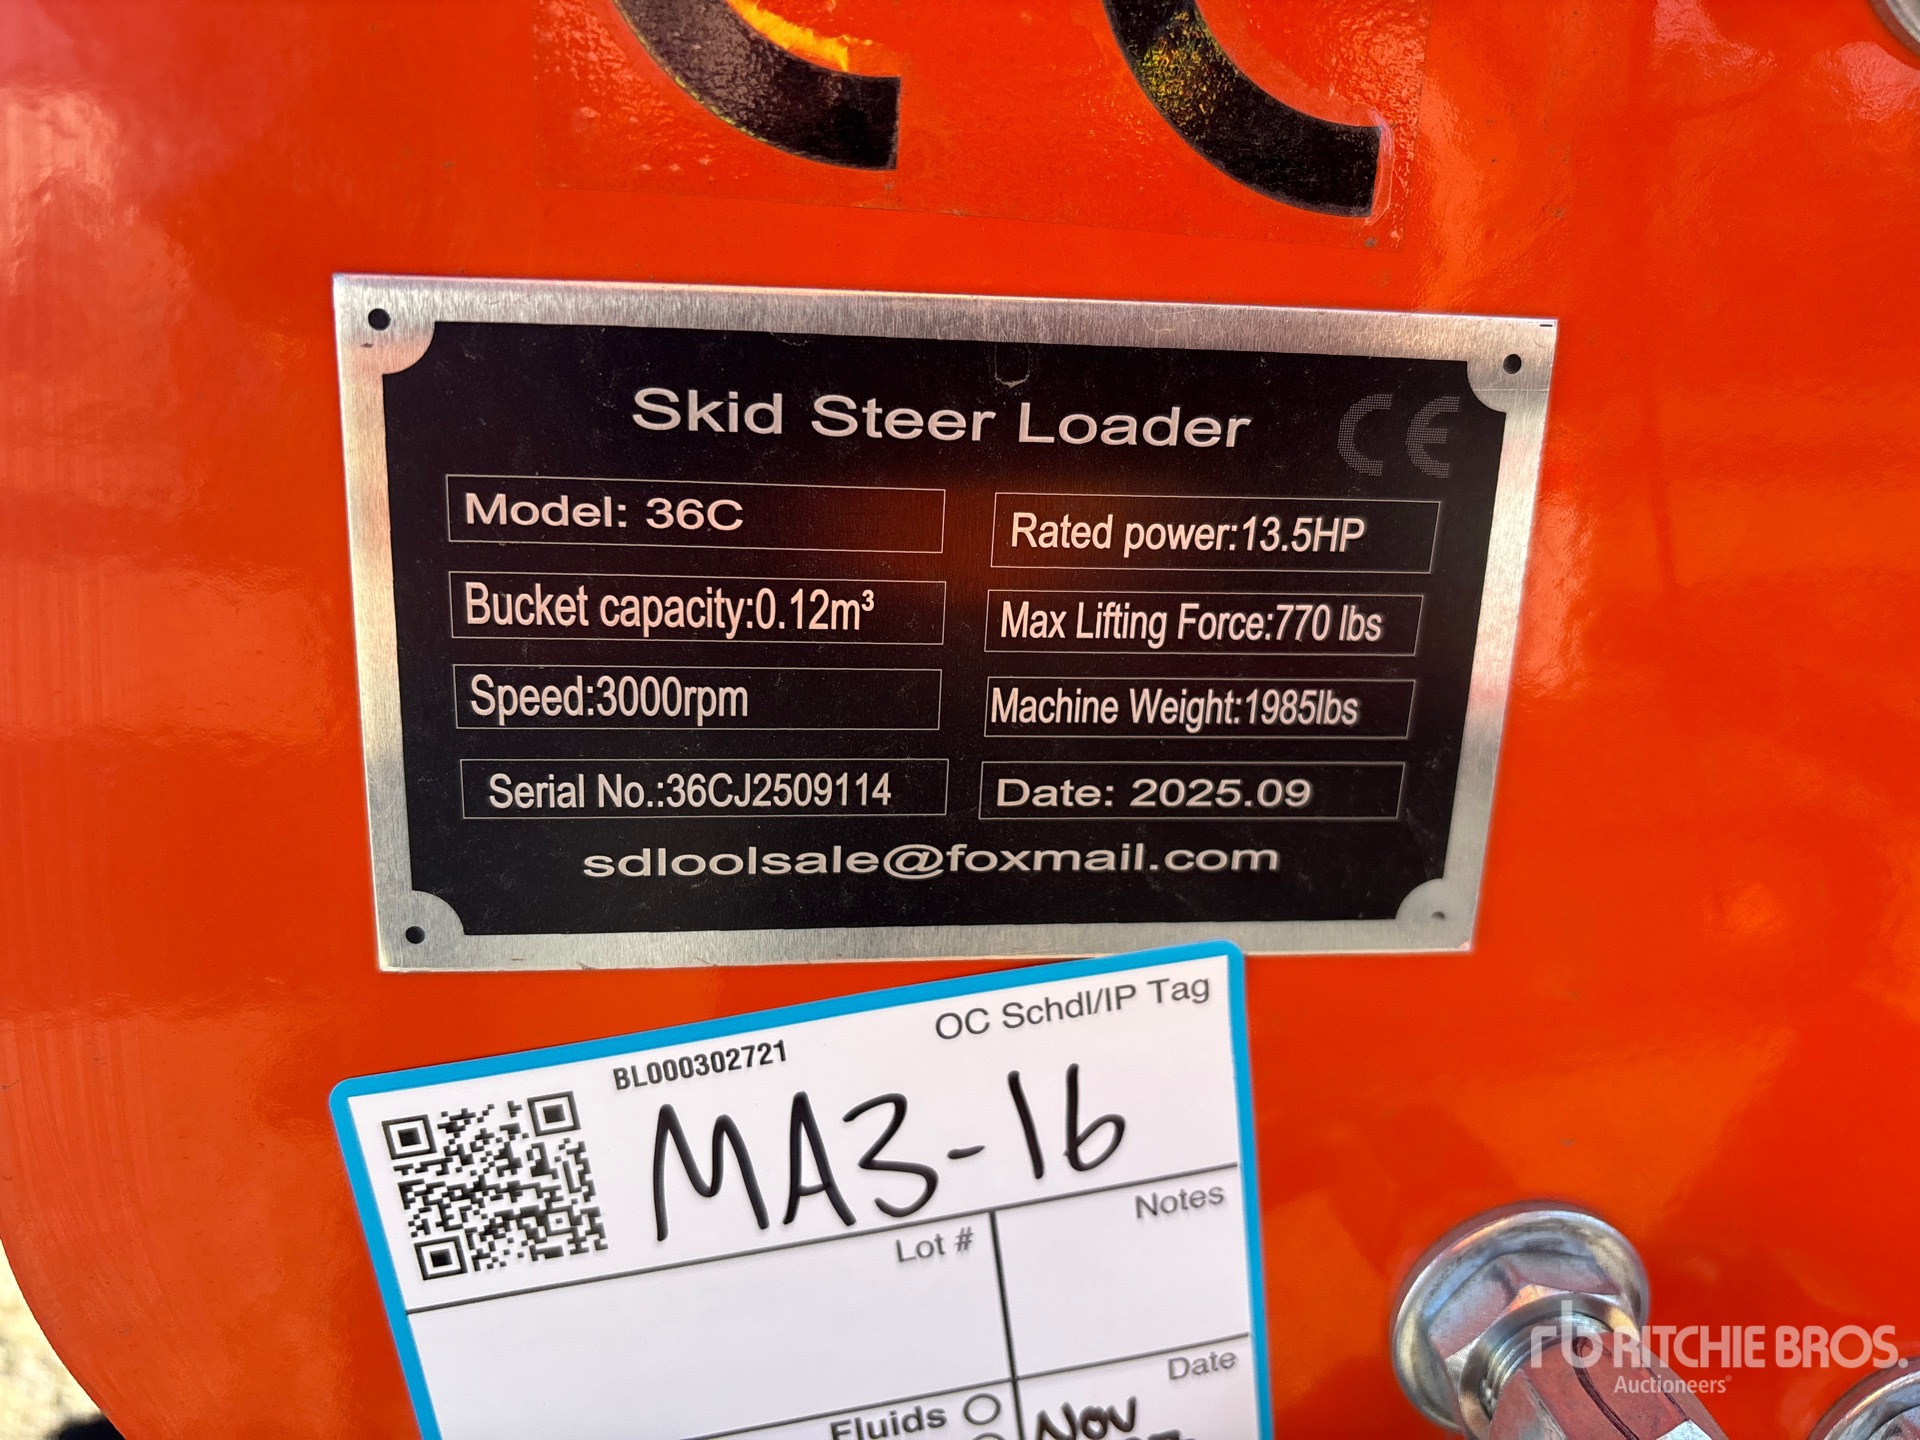 Skid Steer Loader
CE
Model: 36C
Rated power:13.5HP
Bucket capacity:0.12m³
Max Lifting Force:770 lbs
Speed:3000rpm
Machine Weight:1985lbs
Serial No.:36CJ2509114
Date: 2025.09
sdloolsale@foxmail.com
OC Schdl/IP Tag
BL000302721
MA3-16
Lot #
Notes
Date
Fluids
Nov
rb RITCHIE BROS.
Auctioneers